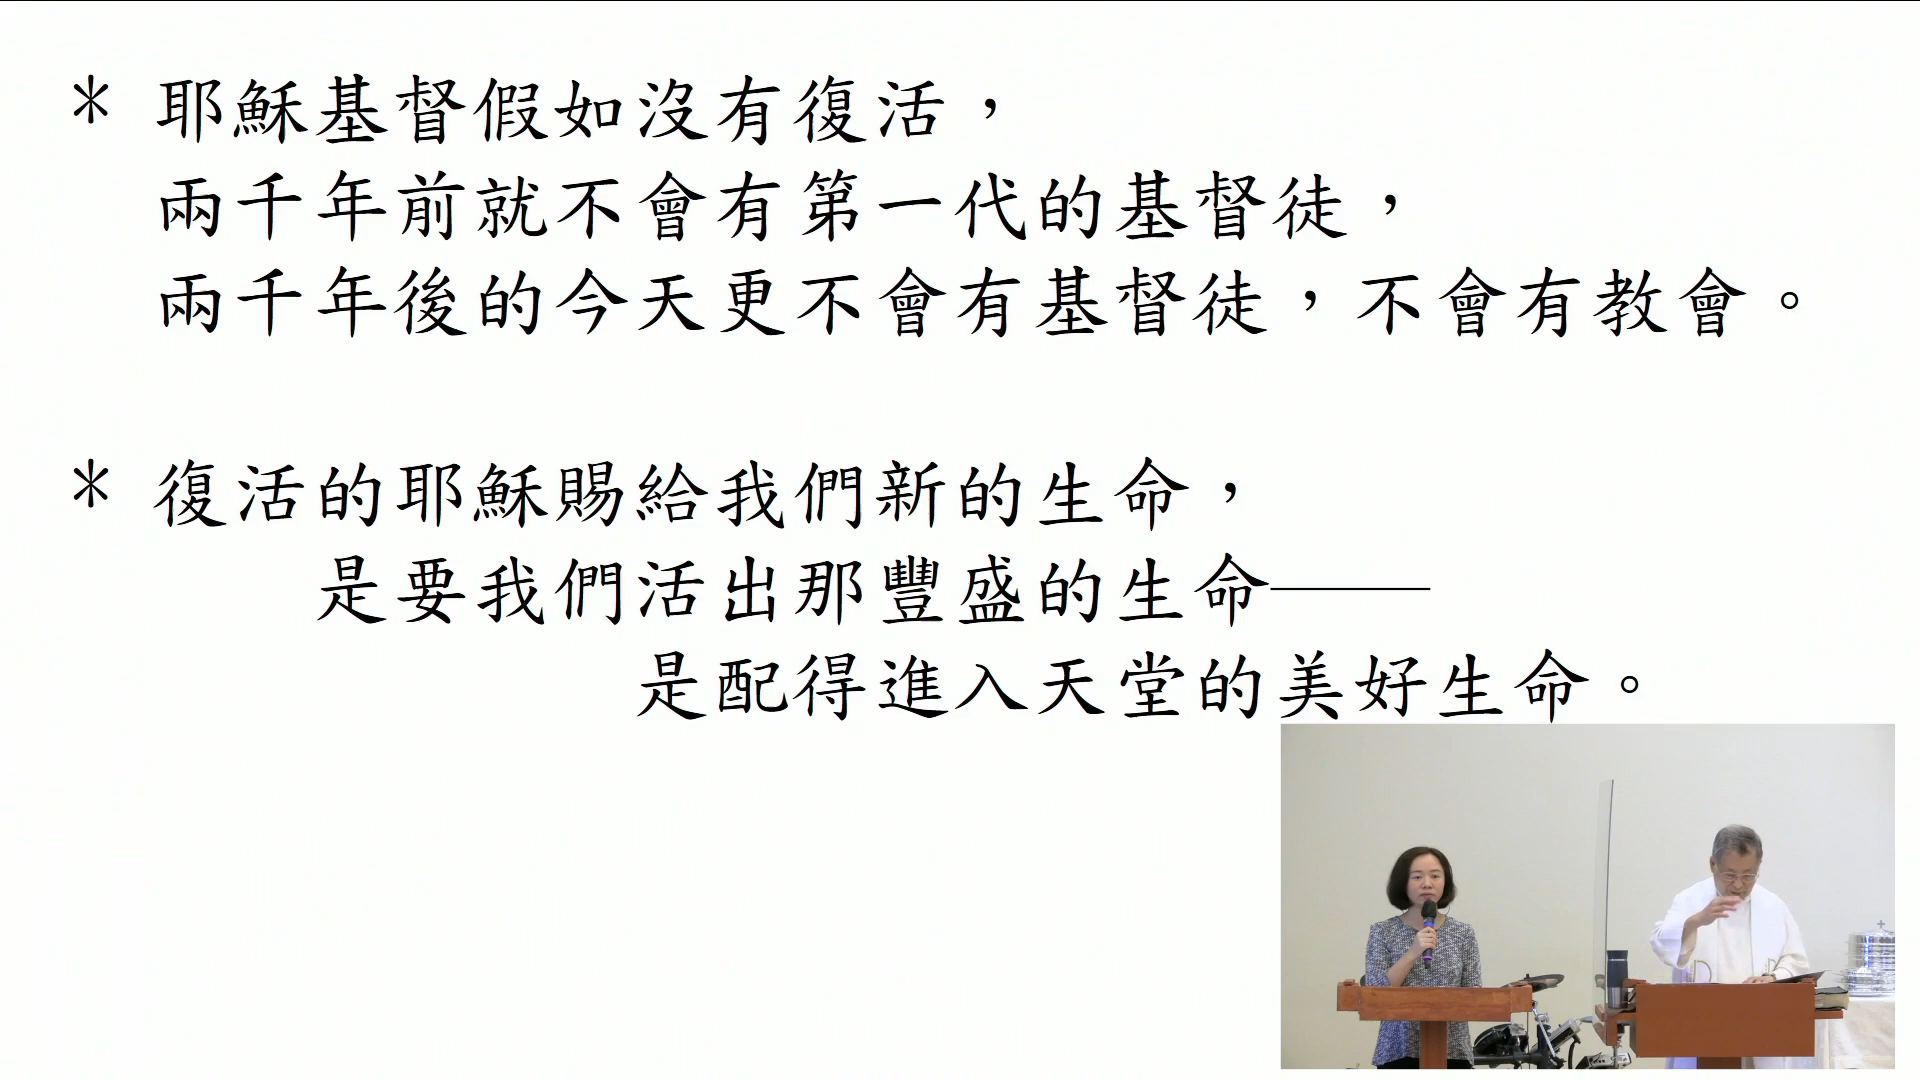 * 耶穌基督假如沒有復活，
兩千年前就不會有第一代的基督徒，
兩千年後的今天更不會有基督徒，不會有教會。
* 復活的耶穌賜給我們新的生命，
是要我們活出那豐盛的生命——
是配得進入天堂的美好生命。